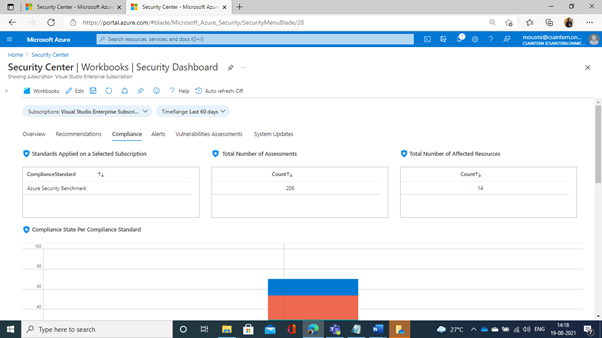 Security Center - Microsoft Azur
Security Center - Microsoft Azur
https://portal.azure.com/#blade/Microsoft_Azure_Security/SecurityMenuBlade/28
Microsoft Azure
Search resources, services, and docs (G+/)
mousmi@csaintern.on...
CSAINTERN (CSAINTERN.ONMIC...
Home > Security Center >
Security Center | Workbooks | Security Dashboard
Showing subscription 'Visual Studio Enterprise Subscription'
Workbooks Edit ? Help Auto refresh: Off
Subscriptions: Visual Studio Enterprise Subscri...
TimeRange: Last 60 days
Overview Recommendations Compliance Alerts Vulnerabilities Assessments System Updates
Standards Applied on a Selected Subscription
Total Number of Assessments
Total Number of Affected Resources
ComplianceStandard ↑↓
Count↑↓
Count↑↓
Azure Security Benchmark
206
14
Compliance State Per Compliance Standard
100
80
60
40
Type here to search
27°C
ENG
14:18
19-08-2021